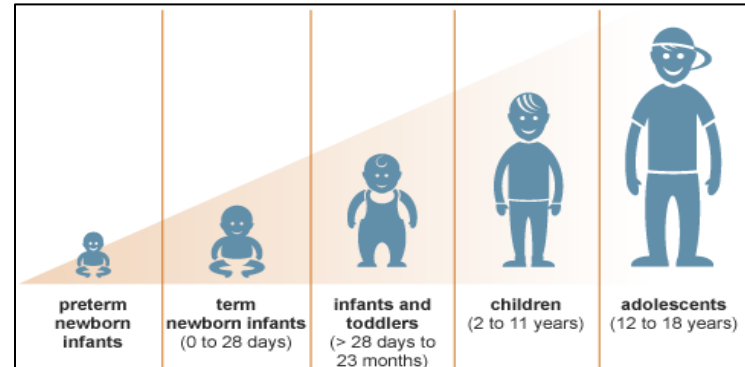 preterm
newborn
infants
term
newborn infants
(0 to 28 days)
infants and
toddlers
(> 28 days to
23 months)
children
(2 to 11 years)
adolescents
(12 to 18 years)